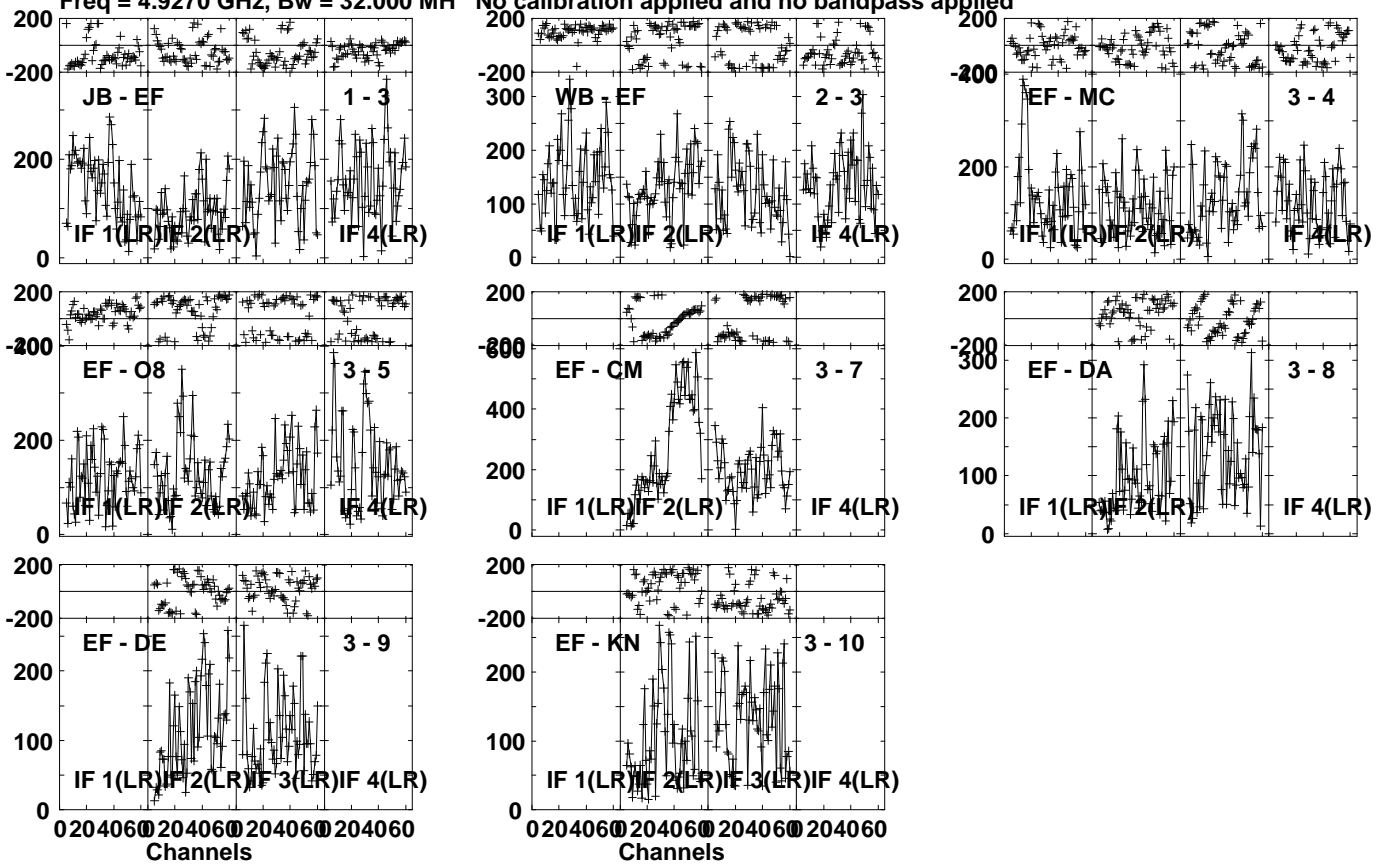 Freq = 4.9270 GHz, Bw = 32.000 MH No calibration applied and no bandpass applied
200
-200
JB - EF 1 - 3
200
0
IF 1(LR) IF 2(LR) IF 4(LR)
200
-200
WB - EF 2 - 3
300
200
100
0
IF 1(LR) IF 2(LR) IF 4(LR)
200
-200
400
EF - MC 3 - 4
200
0
IF 1(LR) IF 2(LR) IF 4(LR)
200
-200
400
EF - O8 3 - 5
200
0
IF 1(LR) IF 2(LR) IF 4(LR)
200
-200
600
EF - CM 3 - 7
400
200
0
IF 1(LR) IF 2(LR) IF 4(LR)
200
-200
300
EF - DA 3 - 8
200
100
0
IF 1(LR) IF 2(LR) IF 4(LR)
200
-200
EF - DE 3 - 9
200
100
0
IF 1(LR) IF 2(LR) IF 3(LR) IF 4(LR)
0 20 40 60 0 20 40 60 0 20 40 60 0 20 40 60
Channels
200
-200
EF - KN 3 - 10
200
100
0
IF 1(LR) IF 2(LR) IF 3(LR) IF 4(LR)
0 20 40 60 0 20 40 60 0 20 40 60 0 20 40 60
Channels